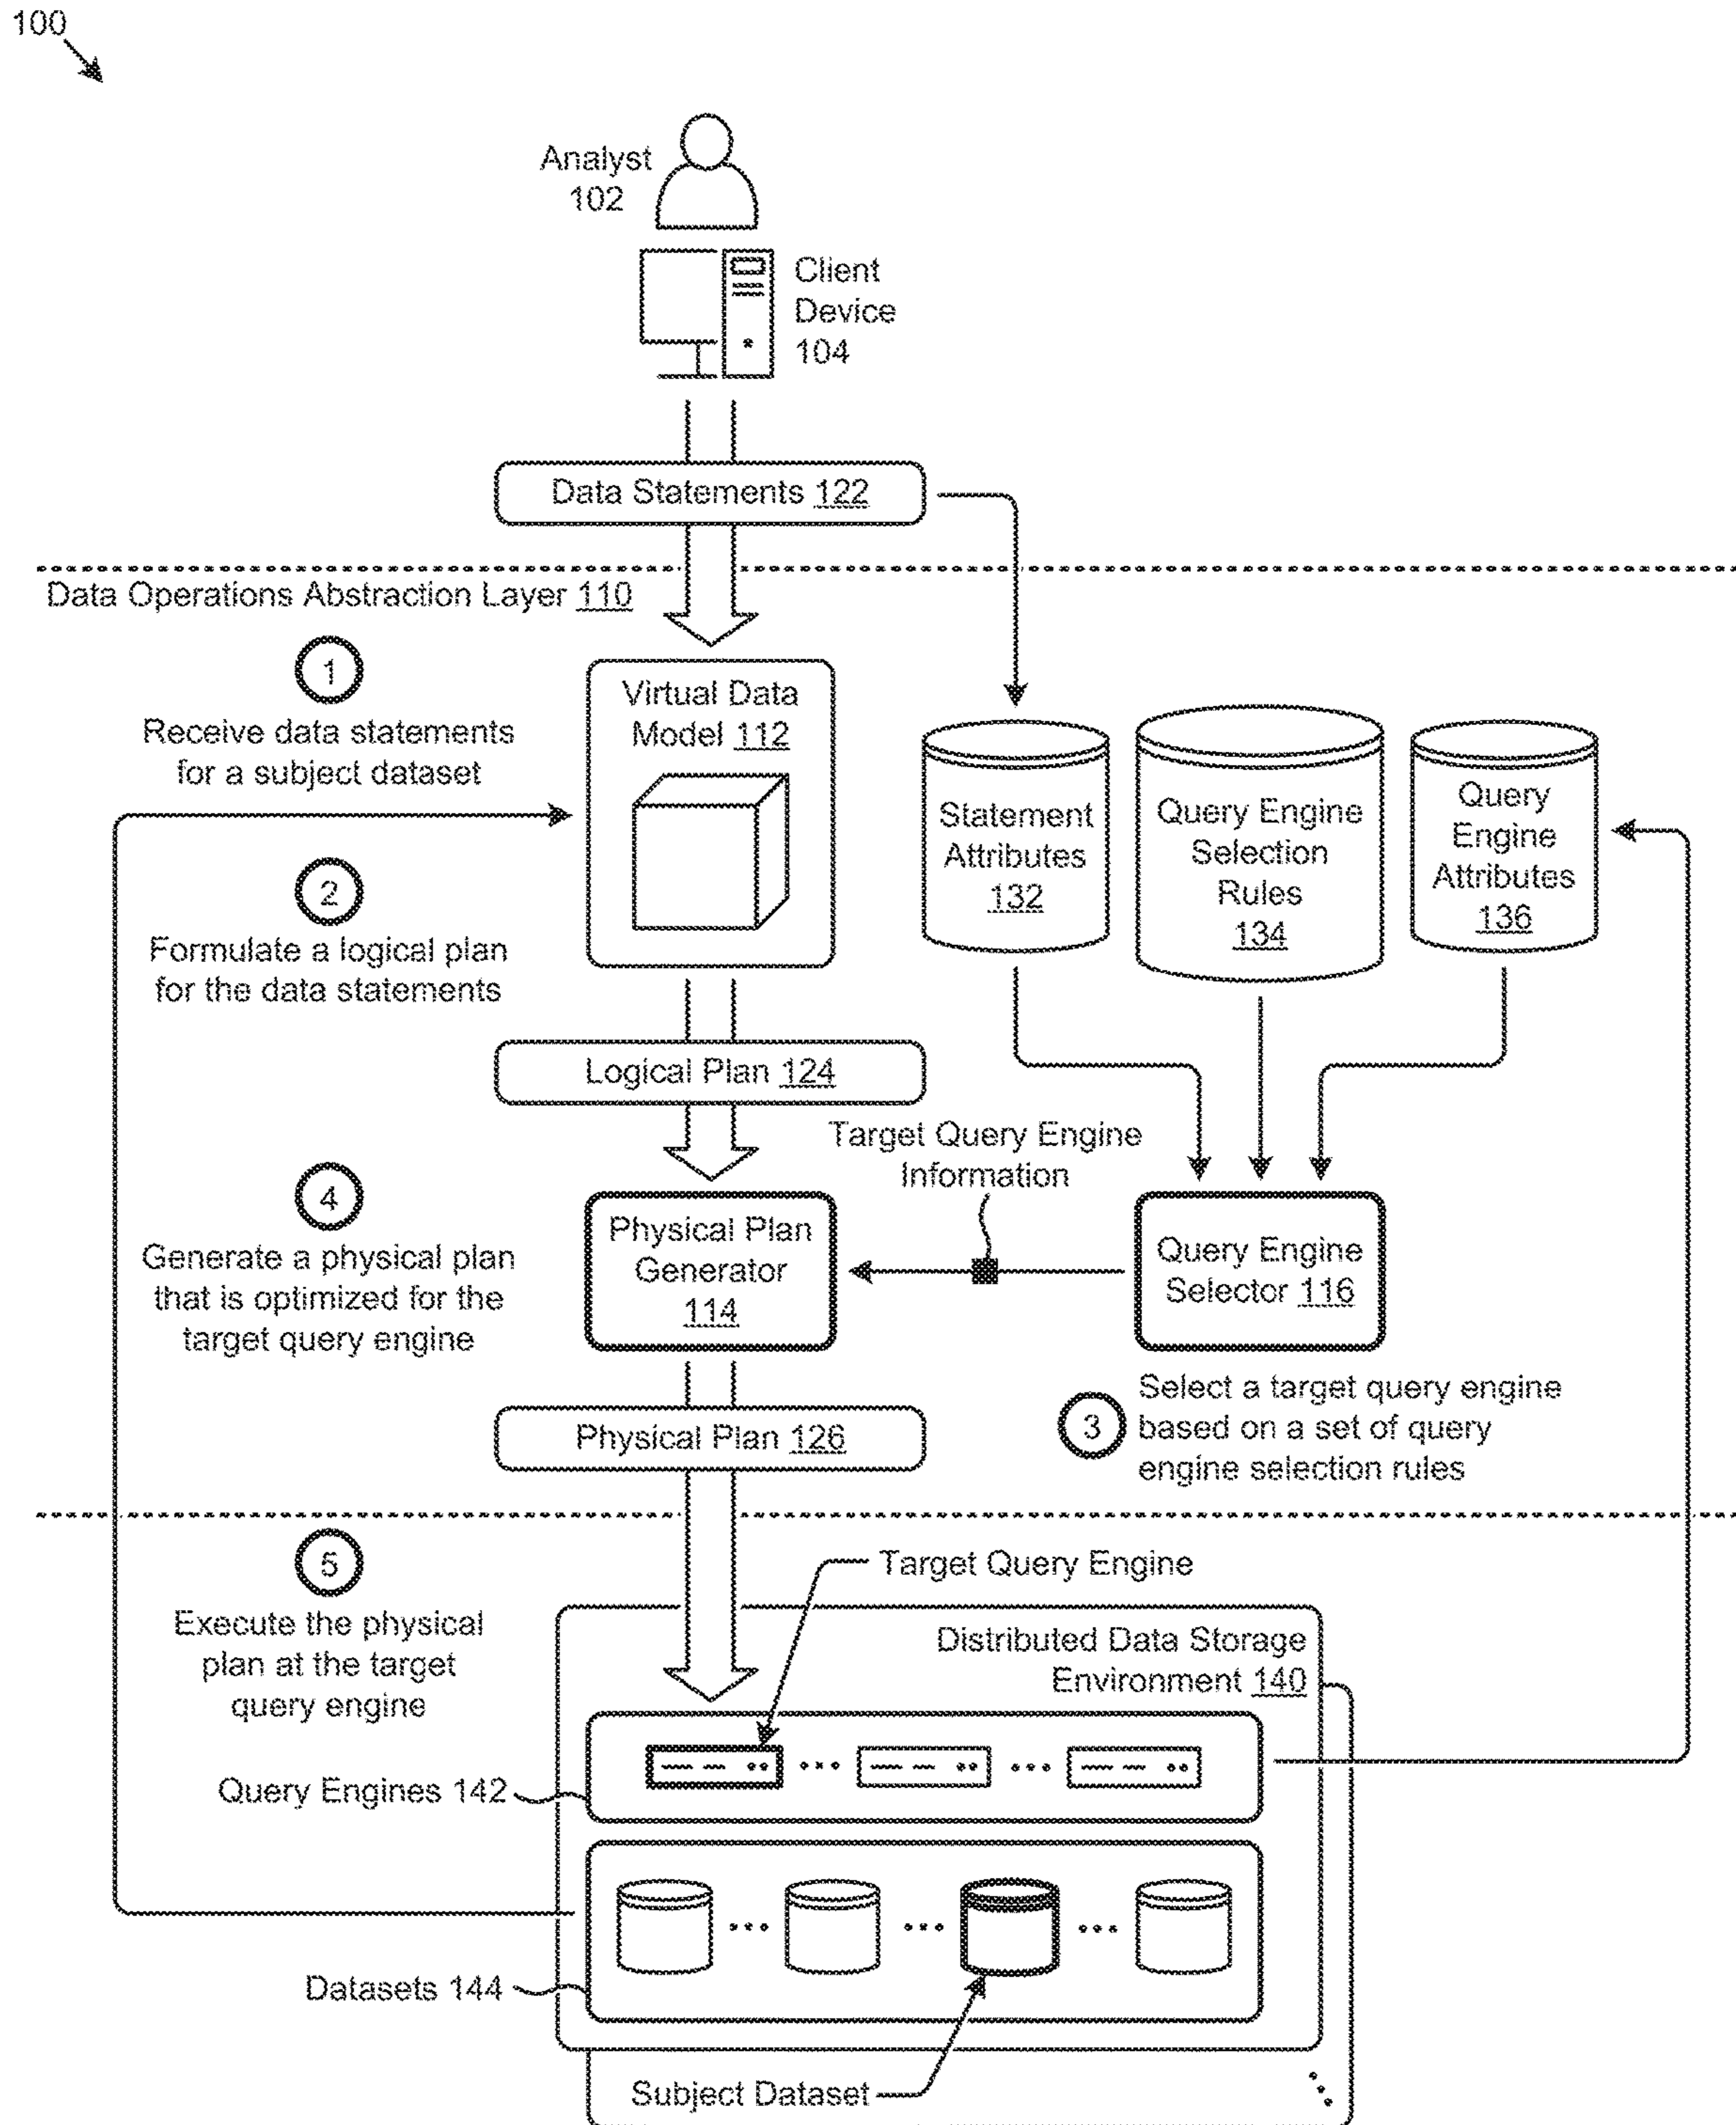 100
Analyst
102
Client
Device
104
Data Statements 122
Data Operations Abstraction Layer 110
1
Receive data statements
for a subject dataset
Virtual Data
Model 112
Statement
Attributes
132
Query Engine
Selection
Rules
134
Query
Engine
Attributes
136
2
Formulate a logical plan
for the data statements
Logical Plan 124
Target Query Engine
Information
4
Generate a physical plan
that is optimized for the
target query engine
Physical Plan
Generator
114
Query Engine
Selector 116
3
Select a target query engine
based on a set of query
engine selection rules
Physical Plan 126
5
Execute the physical
plan at the target
query engine
Target Query Engine
Distributed Data Storage
Environment 140
Query Engines 142
Datasets 144
Subject Dataset